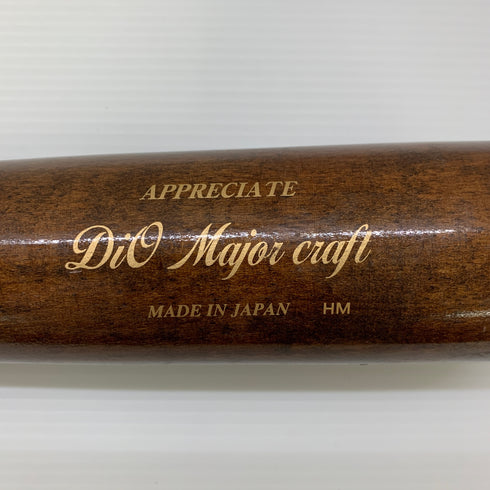 APPRECIATE
DiO Major craft
MADE IN JAPAN HM